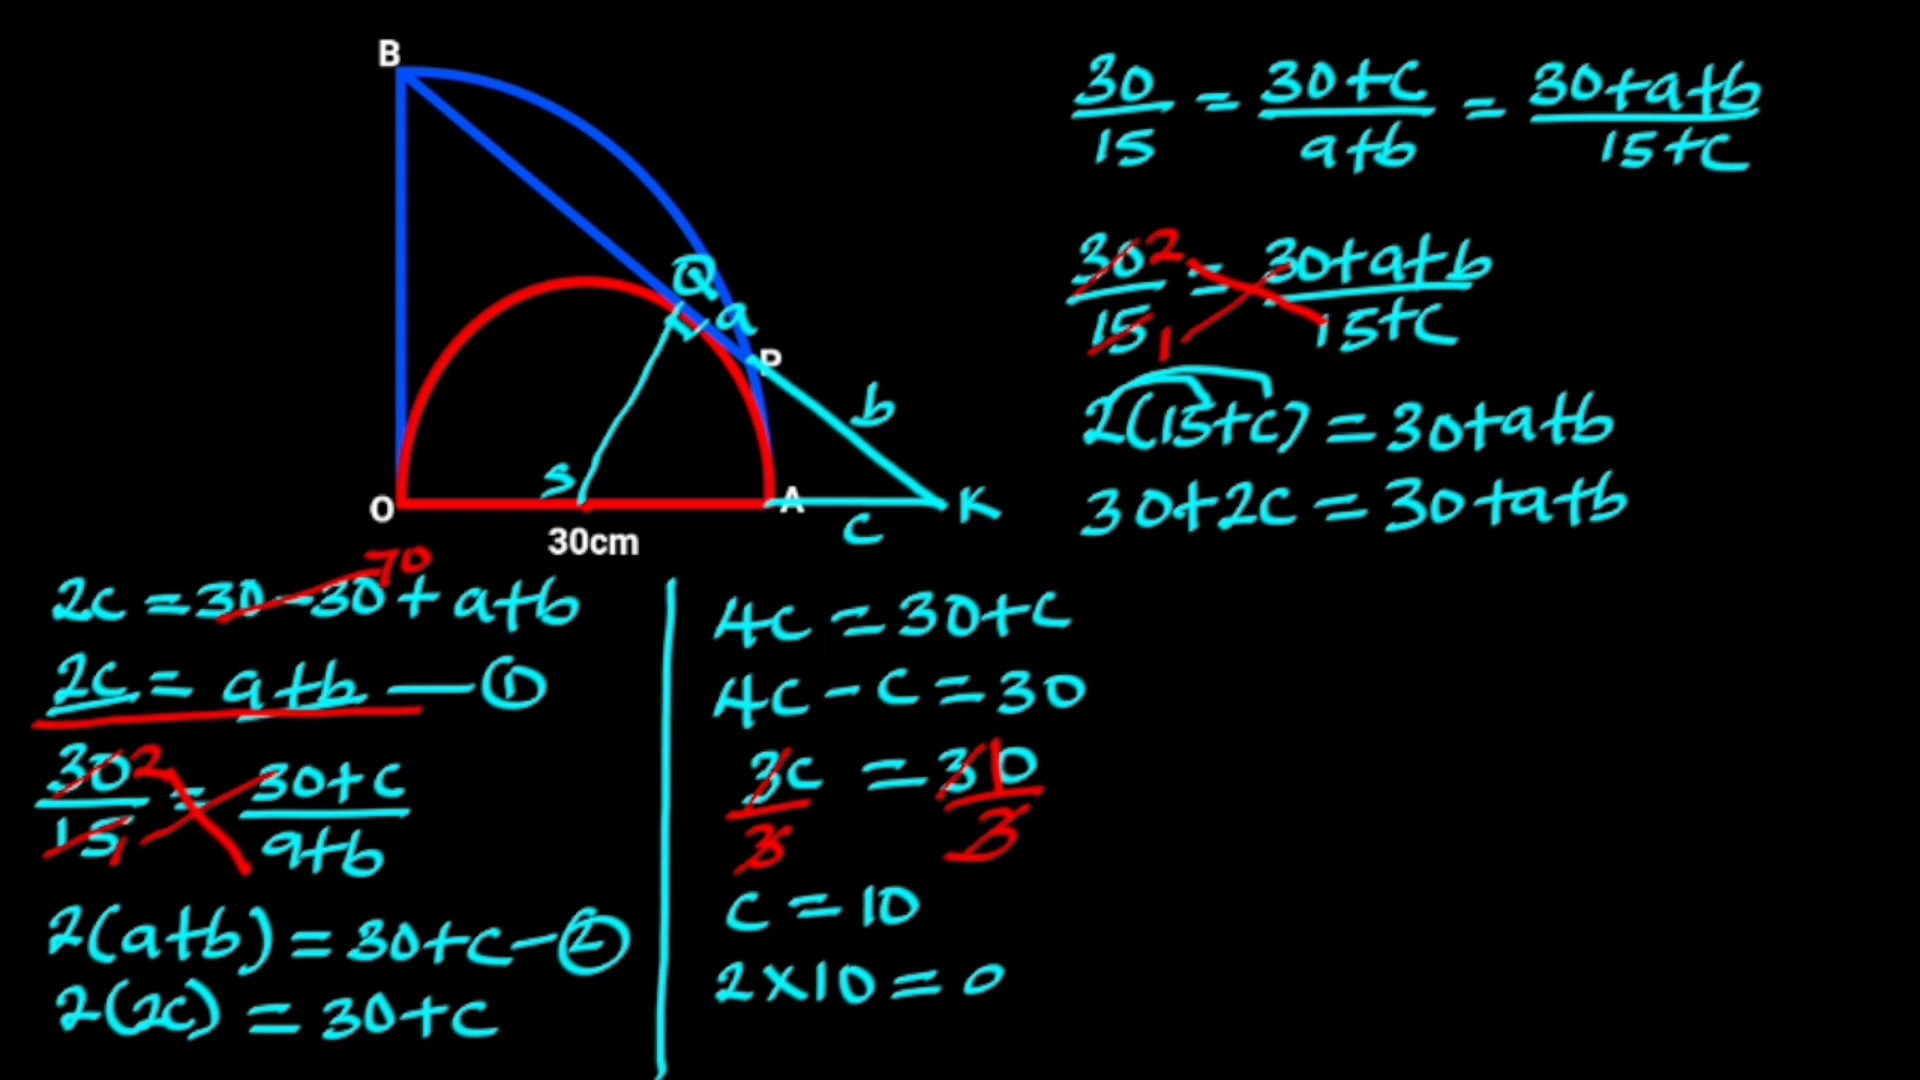 B
Q
a
P
b
S
O
A
K
c
30cm
30/15 = 30+c/a+b = 30+a+b/15+c
30 2/15 1 = 30+a+b/15+c
2(15+c) = 30+a+b
30+2c = 30+a+b
2c = 30-30 70 + a+b
2c = a+b — ①
30 2/15 1 = 30+c/a+b
2(a+b) = 30+c - ②
2(2c) = 30+c
4c = 30+c
4c - c = 30
3c/3 = 30/3
c = 10
2×10 = 0